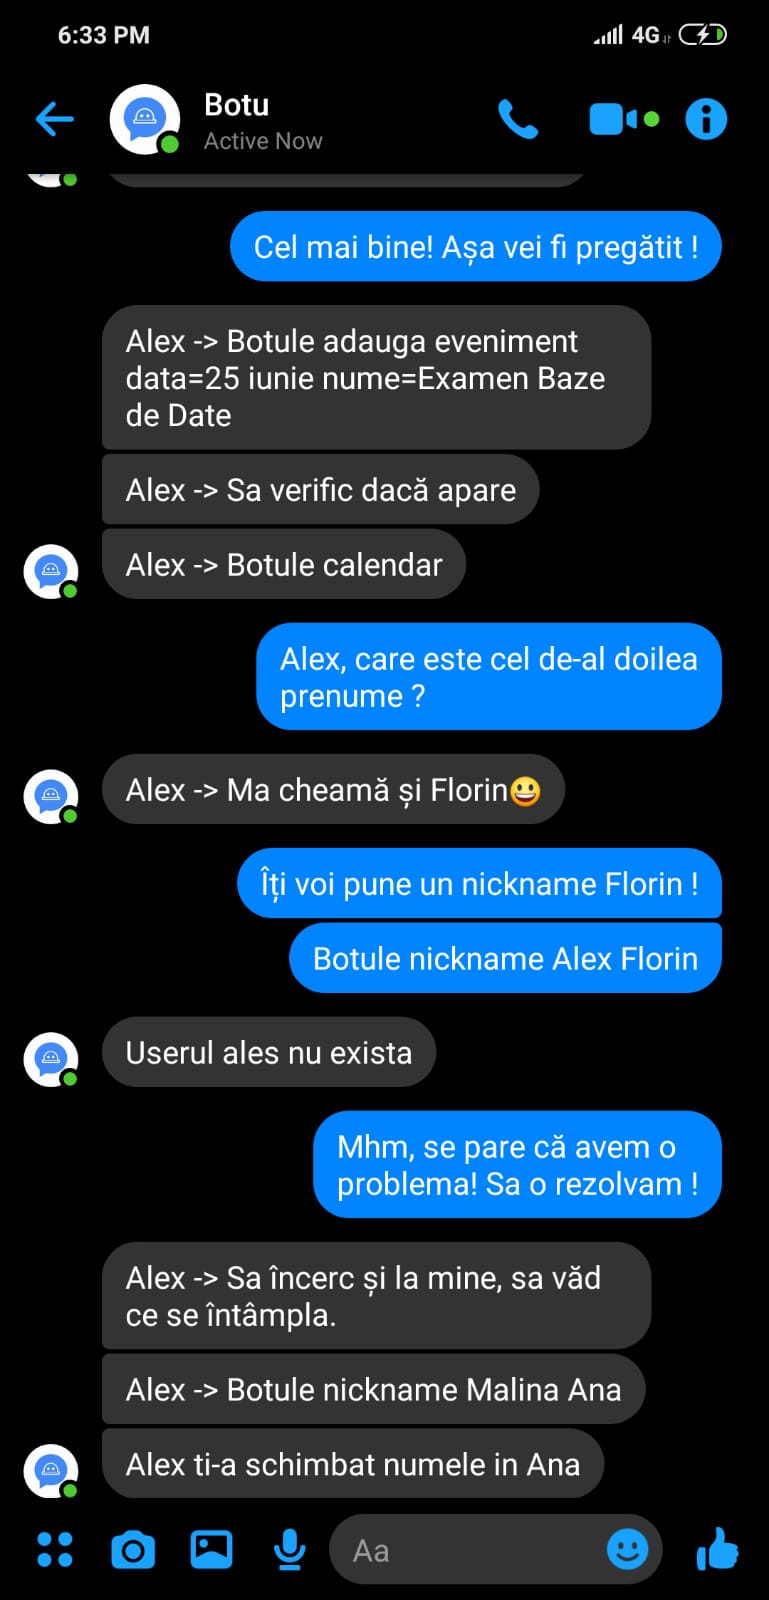 6:33 PM
4G
Botu
Active Now
Cel mai bine! Așa vei fi pregătit !
Alex -> Botule adauga eveniment
data=25 iunie nume=Examen Baze
de Date
Alex -> Sa verific dacă apare
Alex -> Botule calendar
Alex, care este cel de-al doilea
prenume ?
Alex -> Ma cheamă și Florin😃
Îți voi pune un nickname Florin !
Botule nickname Alex Florin
Userul ales nu exista
Mhm, se pare că avem o
problema! Sa o rezolvam !
Alex -> Sa încerc și la mine, sa văd
ce se întâmpla.
Alex -> Botule nickname Malina Ana
Alex ti-a schimbat numele in Ana
Aa